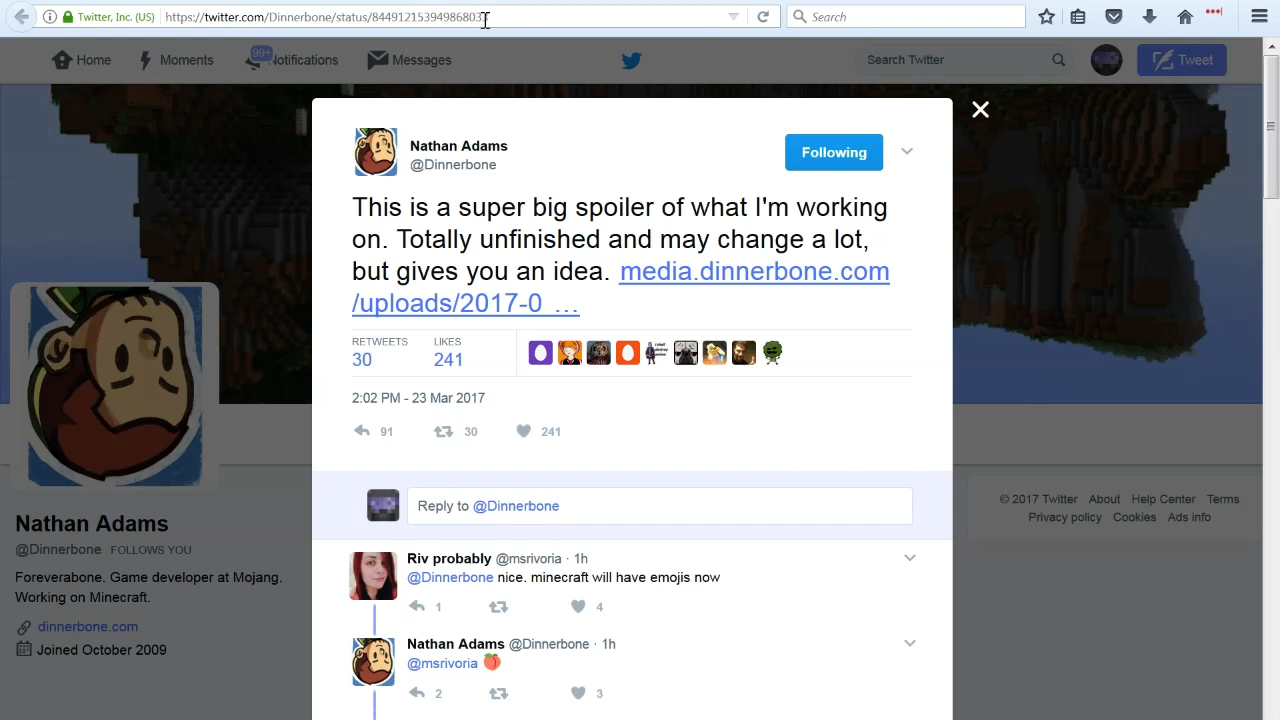 Twitter, Inc. (US)
https://twitter.com/Dinnerbone/status/844912153949868033
Search
Home
Moments
99+
Notifications
Messages
Search Twitter
Tweet
Nathan Adams
@Dinnerbone
Following
This is a super big spoiler of what I'm working
on. Totally unfinished and may change a lot,
but gives you an idea. media.dinnerbone.com
/uploads/2017-0 …
RETWEETS
30
LIKES
241
2:02 PM - 23 Mar 2017
91
30
241
Reply to @Dinnerbone
Riv probably @msrivoria · 1h
@Dinnerbone nice. minecraft will have emojis now
1
4
Nathan Adams @Dinnerbone · 1h
@msrivoria 🍑
2
3
Nathan Adams
@Dinnerbone FOLLOWS YOU
Foreverabone. Game developer at Mojang.
Working on Minecraft.
dinnerbone.com
Joined October 2009
© 2017 Twitter About Help Center Terms
Privacy policy Cookies Ads info